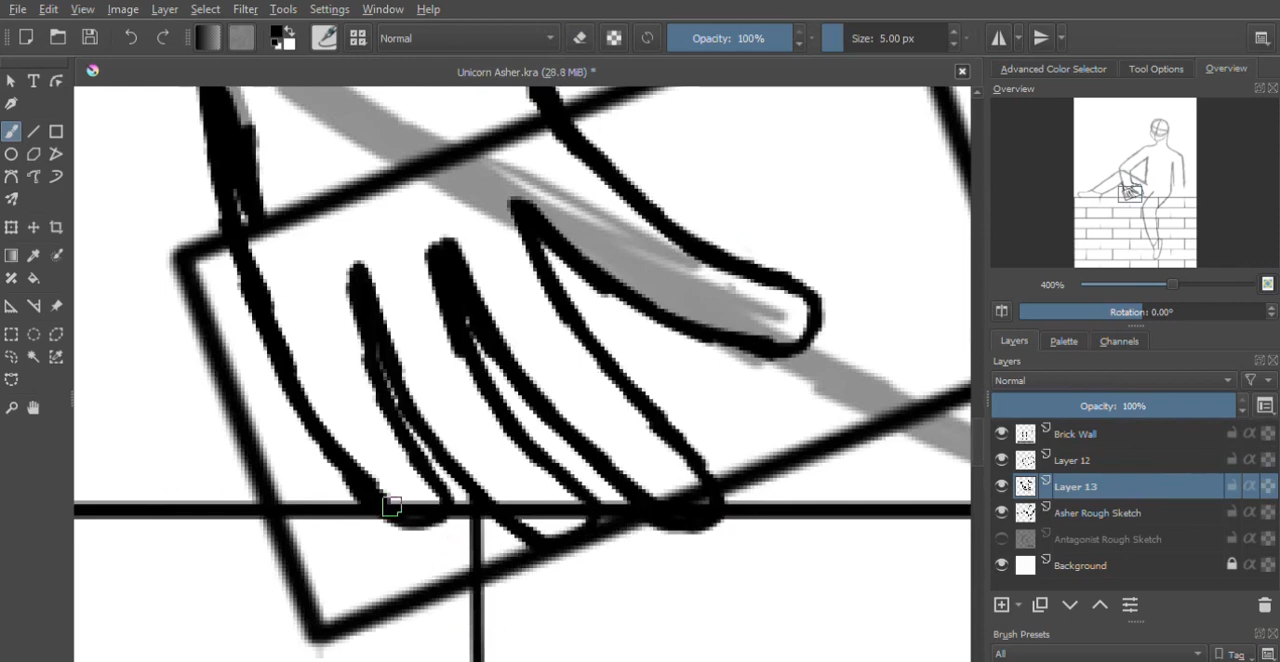 File Edit View Image Layer Select Filter Tools Settings Window Help
Normal Opacity: 100% Size: 5.00 px
Unicorn Asher.kra (28.8 MiB) *
Advanced Color Selector Tool Options Overview
Overview
400%
Rotation: 0.00°
Layers Palette Channels
Layers
Normal
Opacity: 100%
Brick Wall
Layer 12
Layer 13
Asher Rough Sketch
Antagonist Rough Sketch
Background
Brush Presets
All Tag